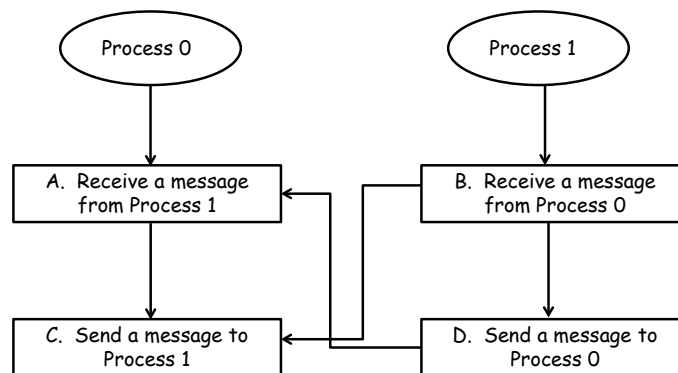 Process 0
Process 1
A. Receive a message
from Process 1
B. Receive a message
from Process 0
C. Send a message to
Process 1
D. Send a message to
Process 0